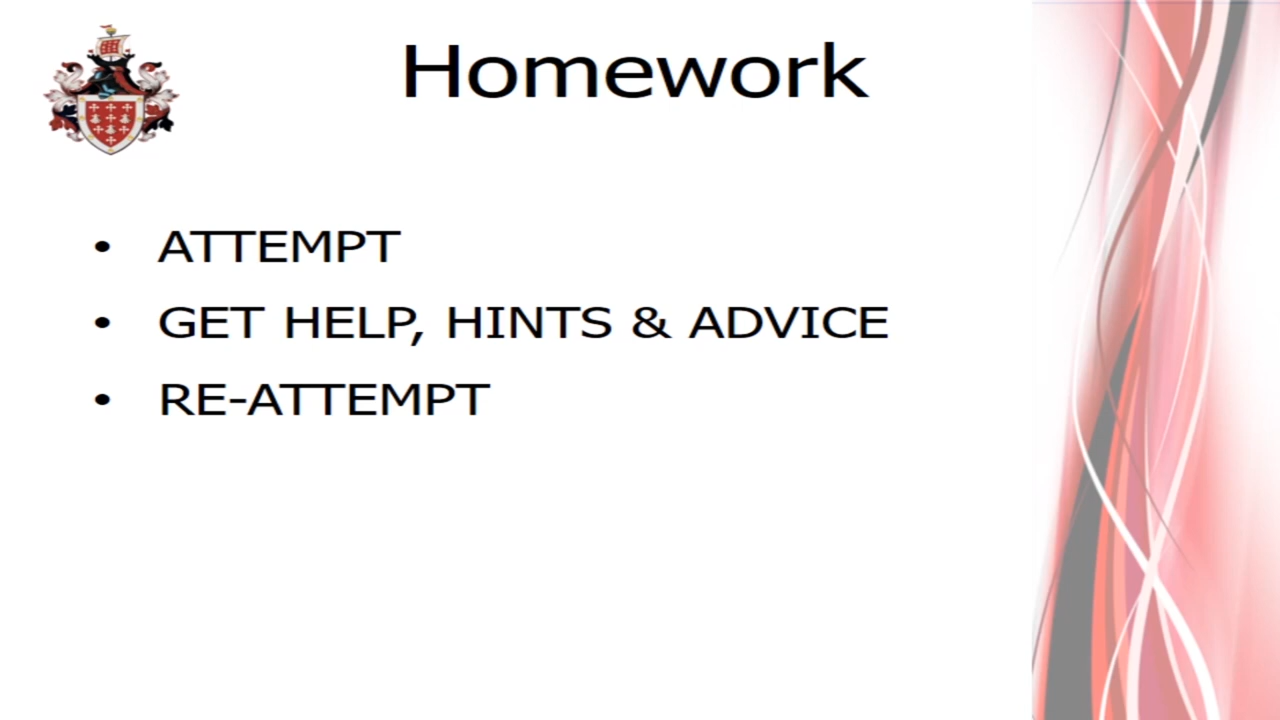 Homework
• ATTEMPT
• GET HELP, HINTS & ADVICE
• RE-ATTEMPT